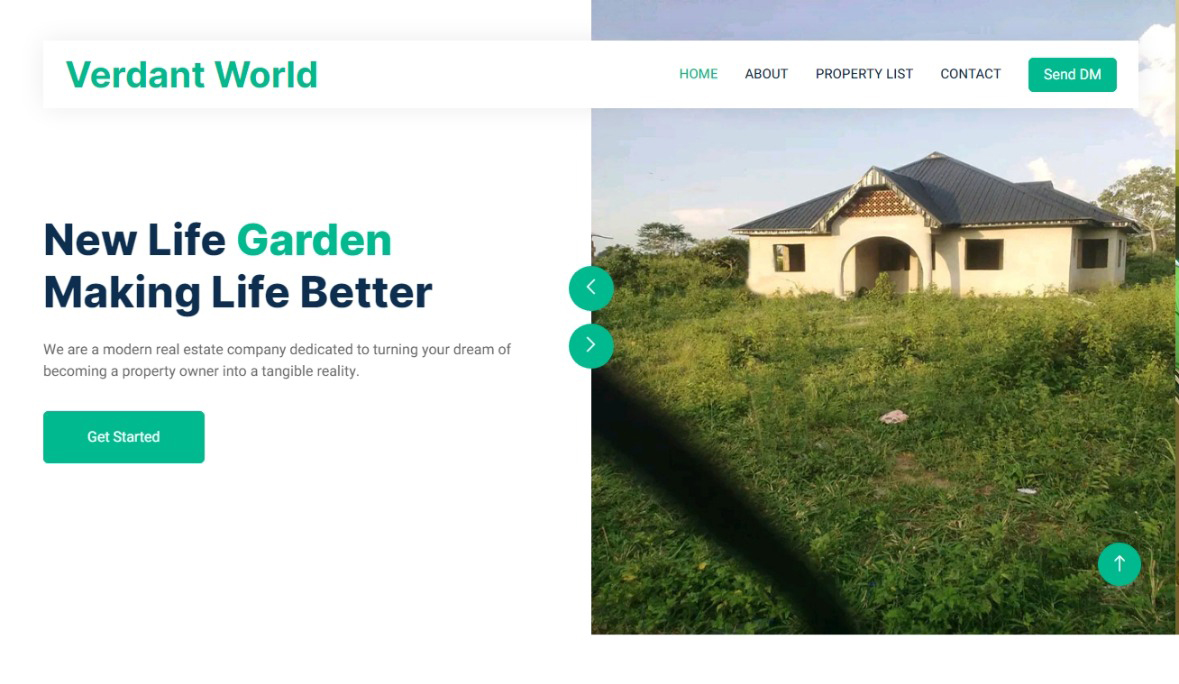 Verdant World
HOME ABOUT PROPERTY LIST CONTACT Send DM
New Life Garden
Making Life Better
We are a modern real estate company dedicated to turning your dream of
becoming a property owner into a tangible reality.
Get Started